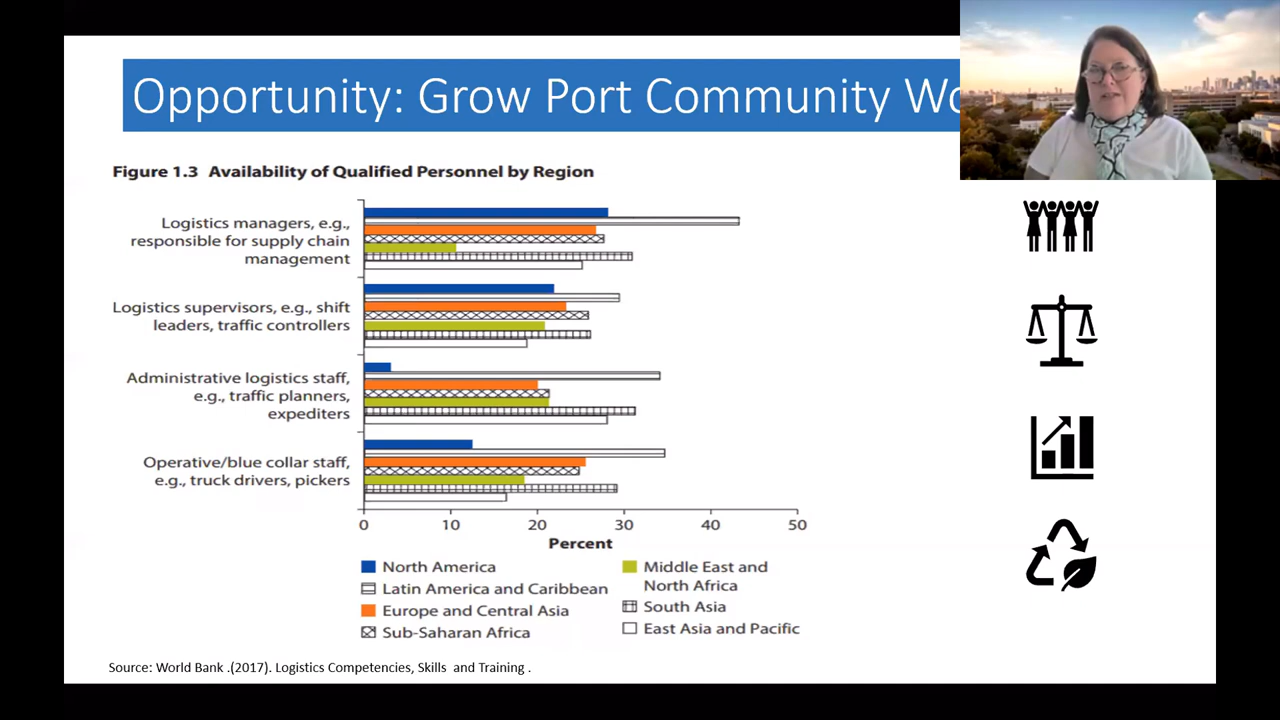 Opportunity: Grow Port Community
Figure 1.3 Availability of Qualified Personnel by Region
Logistics managers, e.g.,
responsible for supply chain
management
Logistics supervisors, e.g., shift
leaders, traffic controllers
Administrative logistics staff,
e.g., traffic planners,
expediters
Operative/blue collar staff,
e.g., truck drivers, pickers
0 10 20 30 40 50
Percent
North America
Latin America and Caribbean
Europe and Central Asia
Sub-Saharan Africa
Middle East and
North Africa
South Asia
East Asia and Pacific
Source: World Bank .(2017). Logistics Competencies, Skills and Training .